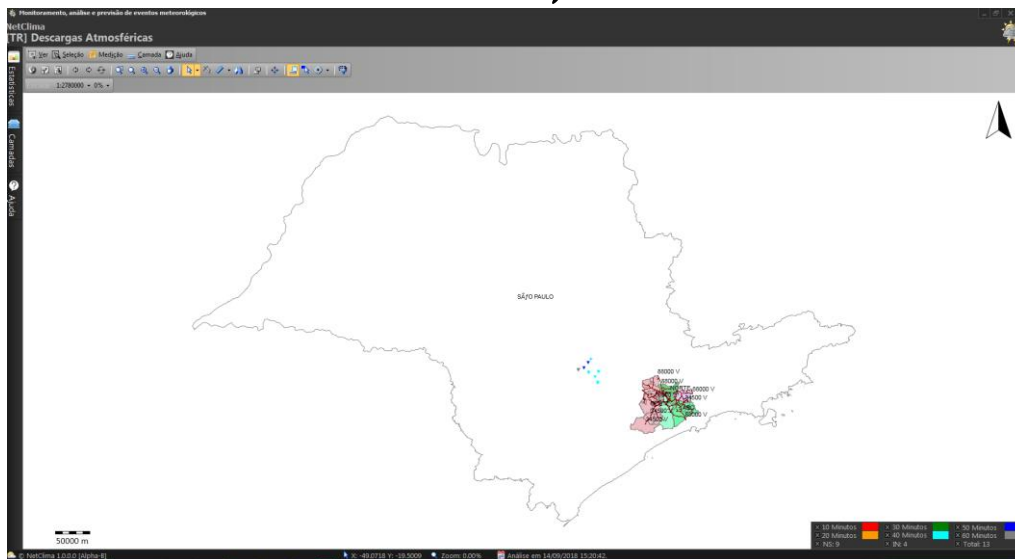 Monitoramento, análise e previsão de eventos meteorológicos
NetClima
[TR] Descargas Atmosféricas
Ver Seleção Medição Camada Ajuda
1:2780000 0%
Estatísticas
Camadas
Ajuda
SÃƒO PAULO
88000 V
50000 m
10 Minutos 30 Minutos 50 Minutos
20 Minutos 40 Minutos 60 Minutos
NS: 9 IN: 4 Total: 13
© NetClima 1.0.0.0 [Alpha-8] X: -49.0718 Y: -19.5009 Zoom: 0.00% Análise em 14/09/2018 15:20:42.